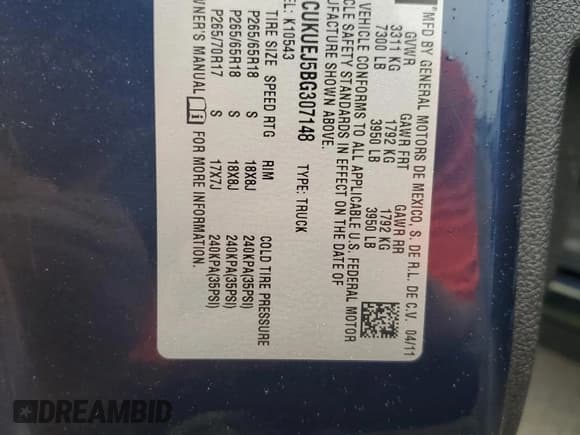 "MFD BY GENERAL MOTORS DE MEXICO, S. DE R.L. DE C.V. 04/11
GVWR GAWR FRT GAWR RR
3311 KG 1792 KG 1792 KG
7300 LB 3950 LB 3950 LB
VEHICLE CONFORMS TO ALL APPLICABLE U.S. FEDERAL MOTOR
CLE SAFETY STANDARDS IN EFFECT ON THE DATE OF
UFACTURE SHOWN ABOVE.
CUKUEJ5BG307148 TYPE: TRUCK
EL: K10543
TIRE SIZE SPEED RTG RIM COLD TIRE PRESSURE
P265/65R18 S 18X8J 240KPA(35PSI)
P265/65R18 S 18X8J 240KPA(35PSI)
P265/70R17 S 17X7J 240KPA(35PSI)
WNER'S MANUAL FOR MORE INFORMATION.
DREAMBID